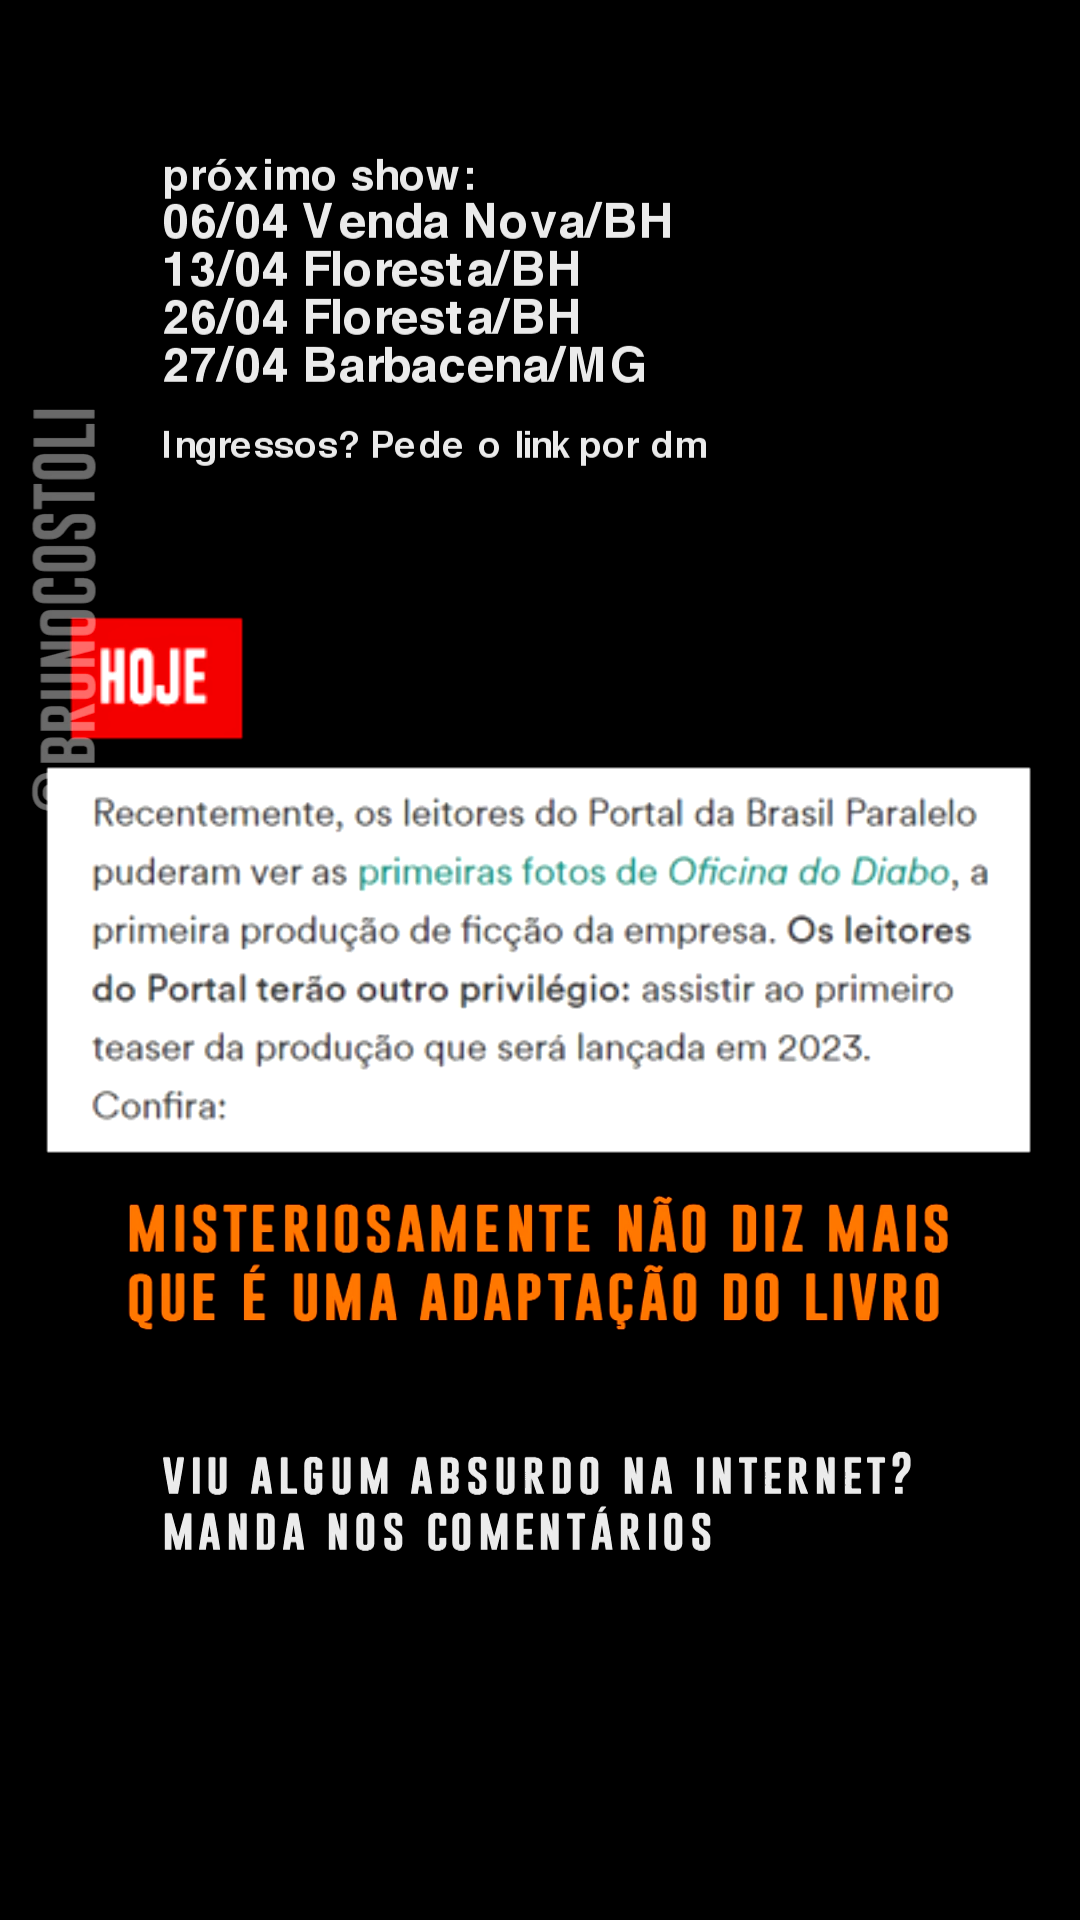 próximo show:
06/04 Venda Nova/BH
13/04 Floresta/BH
26/04 Floresta/BH
27/04 Barbacena/MG
Ingressos? Pede o link por dm
@BRUNOCOSTOLI
HOJE
Recentemente, os leitores do Portal da Brasil Paralelo
puderam ver as primeiras fotos de Oficina do Diabo, a
primeira produção de ficção da empresa. Os leitores
do Portal terão outro privilégio: assistir ao primeiro
teaser da produção que será lançada em 2023.
Confira:
MISTERIOSAMENTE NÃO DIZ MAIS
QUE É UMA ADAPTAÇÃO DO LIVRO
VIU ALGUM ABSURDO NA INTERNET?
MANDA NOS COMENTÁRIOS